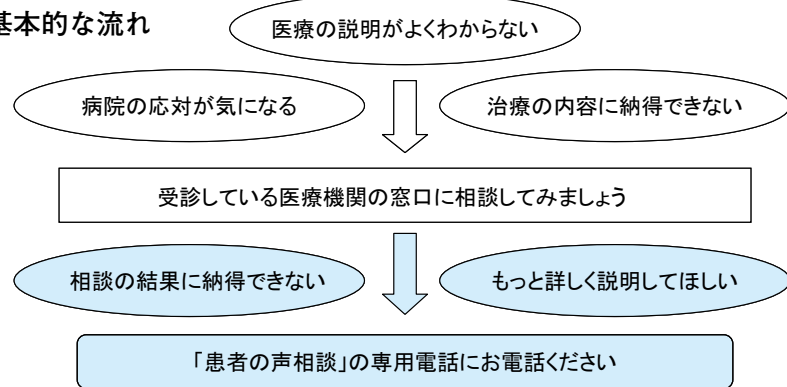 基本的な流れ
医療の説明がよくわからない
病院の応対が気になる
治療の内容に納得できない
受診している医療機関の窓口に相談してみましょう
相談の結果に納得できない
もっと詳しく説明してほしい
「患者の声相談」の専用電話にお電話ください